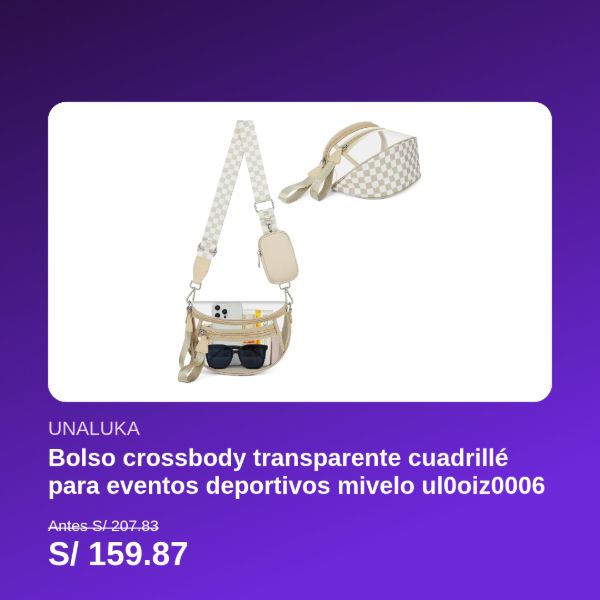 UNALUKA
Bolso crossbody transparente cuadrillé
para eventos deportivos mivelo ul0oiz0006
Antes S/ 207.83
S/ 159.87